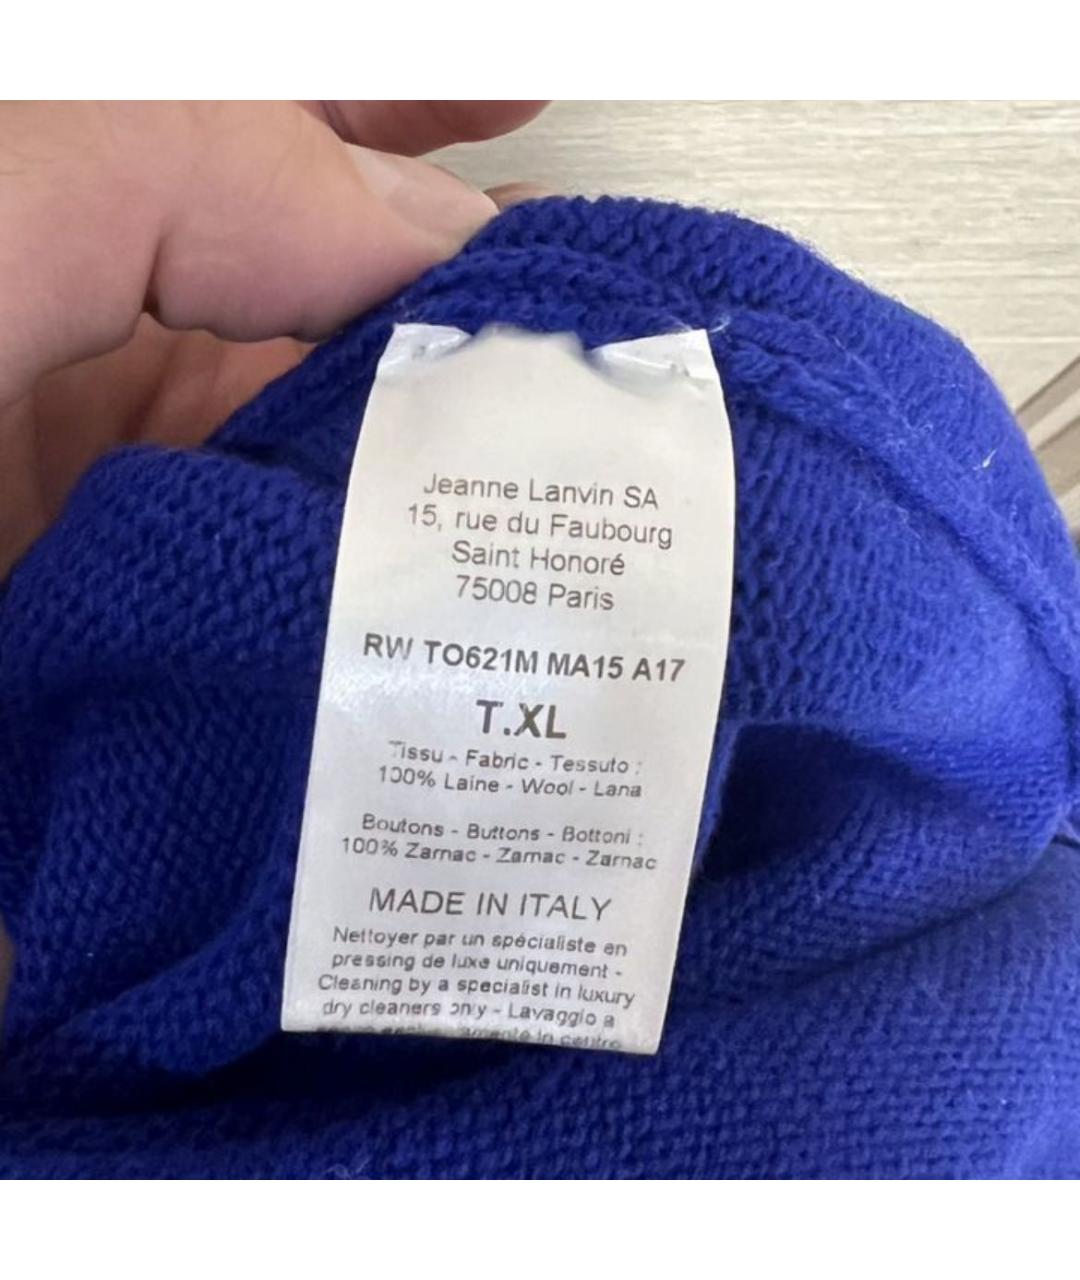 Jeanne Lanvin SA
15, rue du Faubourg
Saint Honoré
75008 Paris
RW TO621M MA15 A17
T.XL
Tissu - Fabric - Tessuto :
100% Laine - Wool - Lana
Boutons - Buttons - Bottoni :
100% Zamac - Zamac - Zamac
MADE IN ITALY
Nettoyer par un spécialiste en
pressing de luxe uniquement -
Cleaning by a specialist in luxury
dry cleaners only - Lavaggio a
in centro